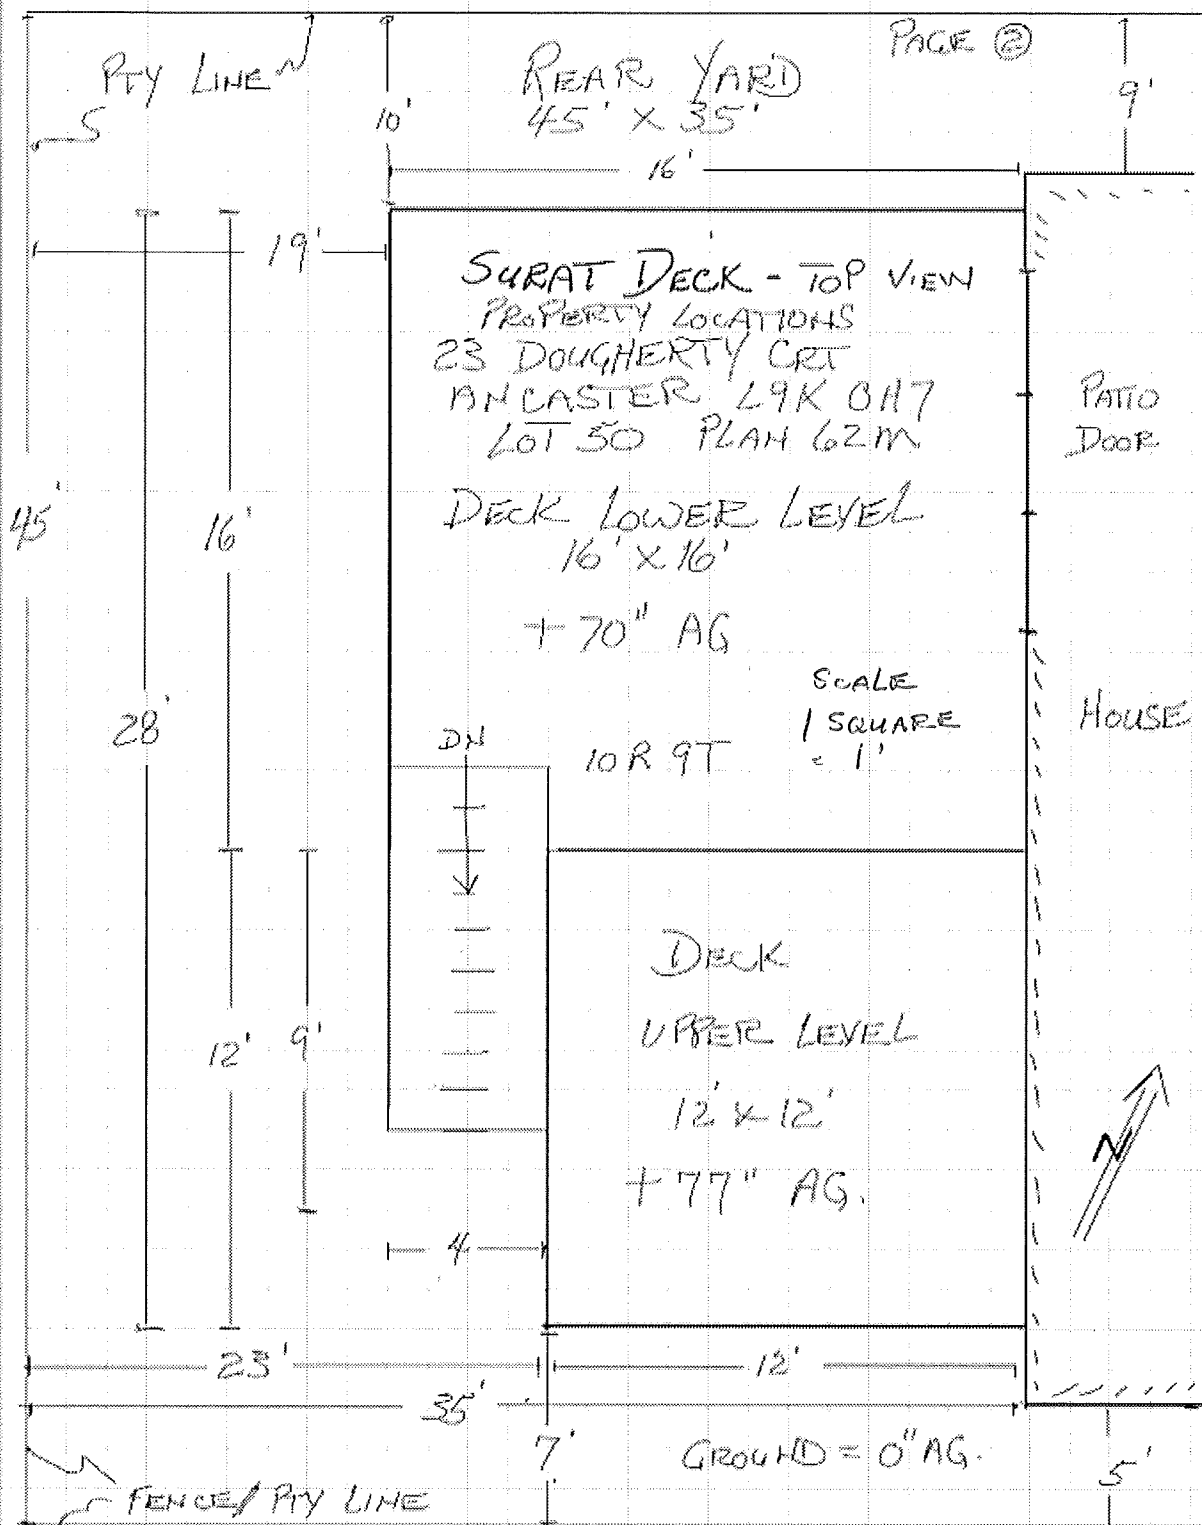 PAGE ②
PTY LINE
REAR YARD
45' X 35'
9'
5
10'
16'
19'
SURAT DECK - TOP VIEW
PROPERTY LOCATIONS
23 DOUGHERTY CRT
ANCASTER L9K 0H7
LOT 50 PLAN 62M
PATIO
DOOR
45'
16'
DECK LOWER LEVEL
16' X 16'
+ 70" AG
SCALE
1 SQUARE
= 1'
HOUSE
28'
DN
10R 9T
DECK
UPPER LEVEL
12' X 12'
+ 77" AG.
12'
9'
N
4
23'
12'
35'
7'
GROUND = 0" AG.
5'
FENCE/PTY LINE